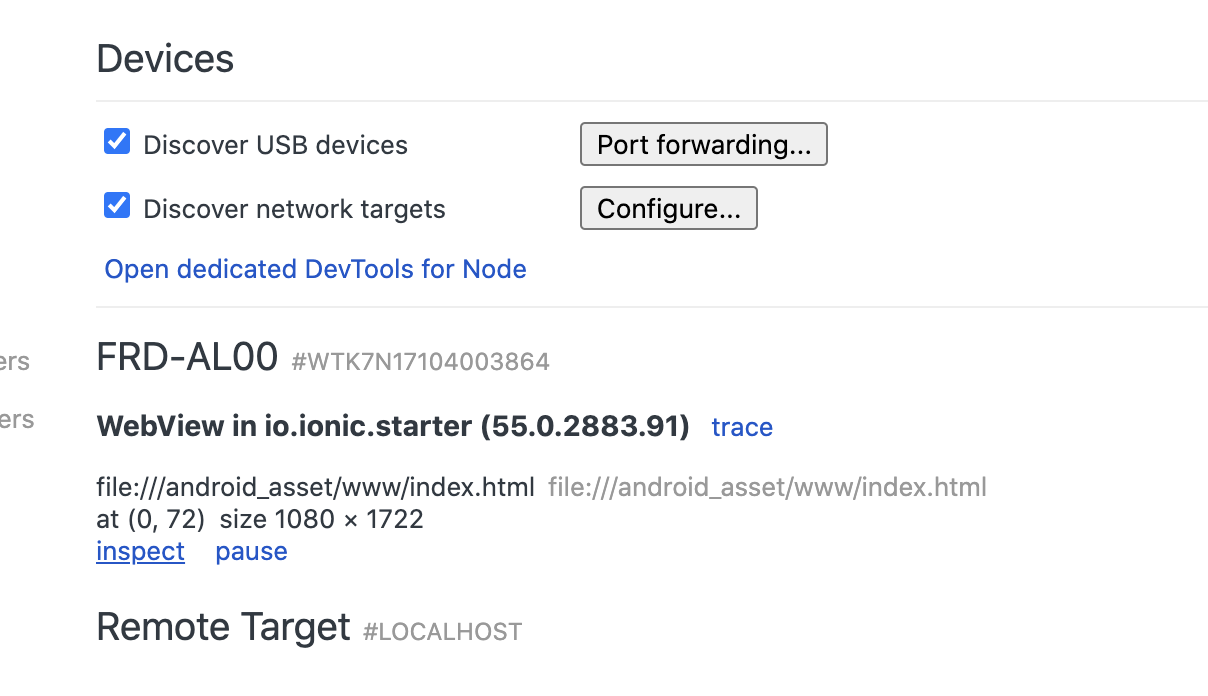 Devices
Discover USB devices Port forwarding...
Discover network targets Configure...
Open dedicated DevTools for Node
FRD-AL00 #WTK7N17104003864
ers
ers
WebView in io.ionic.starter (55.0.2883.91) trace
file:///android_asset/www/index.html file:///android_asset/www/index.html
at (0, 72) size 1080 × 1722
inspect pause
Remote Target #LOCALHOST